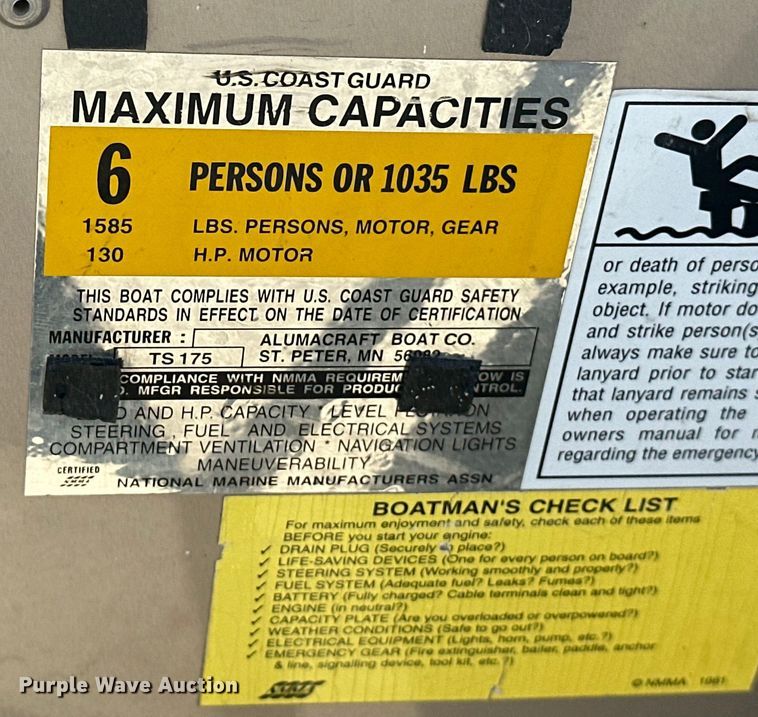 U.S. COAST GUARD
MAXIMUM CAPACITIES
6 PERSONS OR 1035 LBS
1585 LBS. PERSONS, MOTOR, GEAR
130 H.P. MOTOR
THIS BOAT COMPLIES WITH U.S. COAST GUARD SAFETY
STANDARDS IN EFFECT ON THE DATE OF CERTIFICATION
MANUFACTURER : ALUMACRAFT BOAT CO.
TS 175 ST. PETER, MN
COMPLIANCE WITH NMMA IS
MFGR RESPONSIBLE FOR
AND H.P. CAPACITY * LEVEL
STEERING, FUEL AND ELECTRICAL SYSTEMS
COMPARTMENT VENTILATION * NAVIGATION LIGHTS
MANEUVERABILITY
CERTIFIED
NATIONAL MARINE MANUFACTURERS ASSN
or death of
example, striking
object. If motor
and strike
always make sure
lanyard prior to
that lanyard remains
when operating the
owners manual for
regarding the emergency
BOATMAN'S CHECK LIST
For maximum enjoyment and safety, check each of these items
BEFORE you start your engine:
✓ DRAIN PLUG (Securely in place?)
✓ LIFE-SAVING DEVICES (One for every person on board?)
✓ STEERING SYSTEM (Working smoothly and properly?)
✓ FUEL SYSTEM (Adequate fuel? Leaks? Fumes?)
✓ BATTERY (Fully charged? Cable terminals clean and tight?)
✓ ENGINE (in neutral?)
✓ CAPACITY PLATE (Are you overloaded or overpowered?)
✓ WEATHER CONDITIONS (Safe to go out?)
✓ ELECTRICAL EQUIPMENT (Lights, horn, pump, etc.?)
✓ EMERGENCY GEAR (Fire extinguisher, bailer, paddle, anchor
& line, signalling device, tool kit, etc.?)
© NMMA 1991
Purple Wave Auction